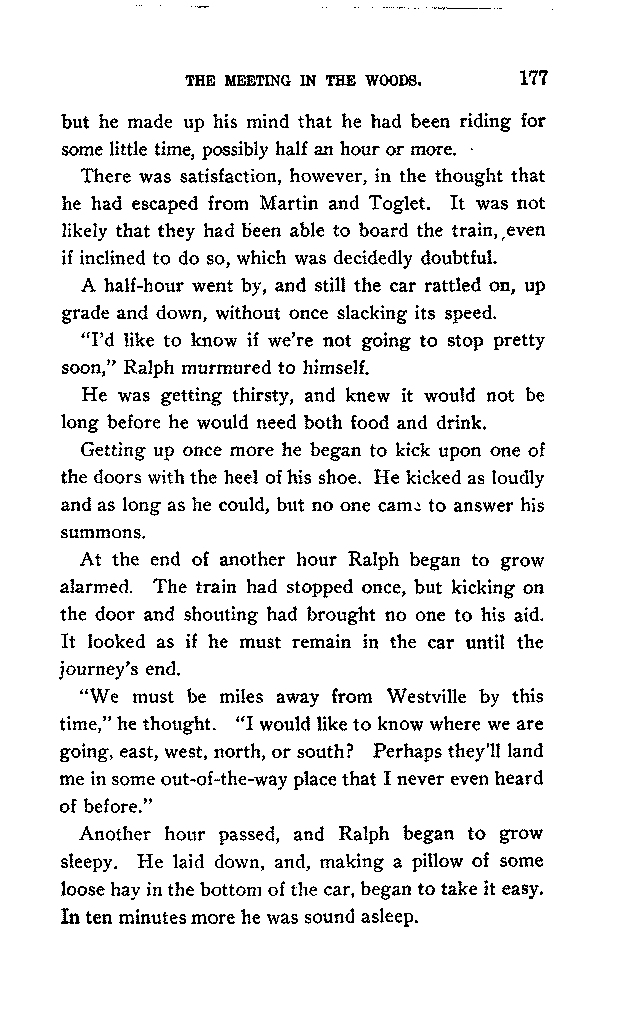 THE MEETING IN THE WOODS. 177
but he made up his mind that he had been riding for
some little time, possibly half an hour or more.
There was satisfaction, however, in the thought that
he had escaped from Martin and Toglet. It was not
likely that they had been able to board the train, even
if inclined to do so, which was decidedly doubtful.
A half-hour went by, and still the car rattled on, up
grade and down, without once slacking its speed.
"I'd like to know if we're not going to stop pretty
soon," Ralph murmured to himself.
He was getting thirsty, and knew it would not be
long before he would need both food and drink.
Getting up once more he began to kick upon one of
the doors with the heel of his shoe. He kicked as loudly
and as long as he could, but no one came to answer his
summons.
At the end of another hour Ralph began to grow
alarmed. The train had stopped once, but kicking on
the door and shouting had brought no one to his aid.
It looked as if he must remain in the car until the
journey's end.
"We must be miles away from Westville by this
time," he thought. "I would like to know where we are
going, east, west, north, or south? Perhaps they'll land
me in some out-of-the-way place that I never even heard
of before."
Another hour passed, and Ralph began to grow
sleepy. He laid down, and, making a pillow of some
loose hay in the bottom of the car, began to take it easy.
In ten minutes more he was sound asleep.